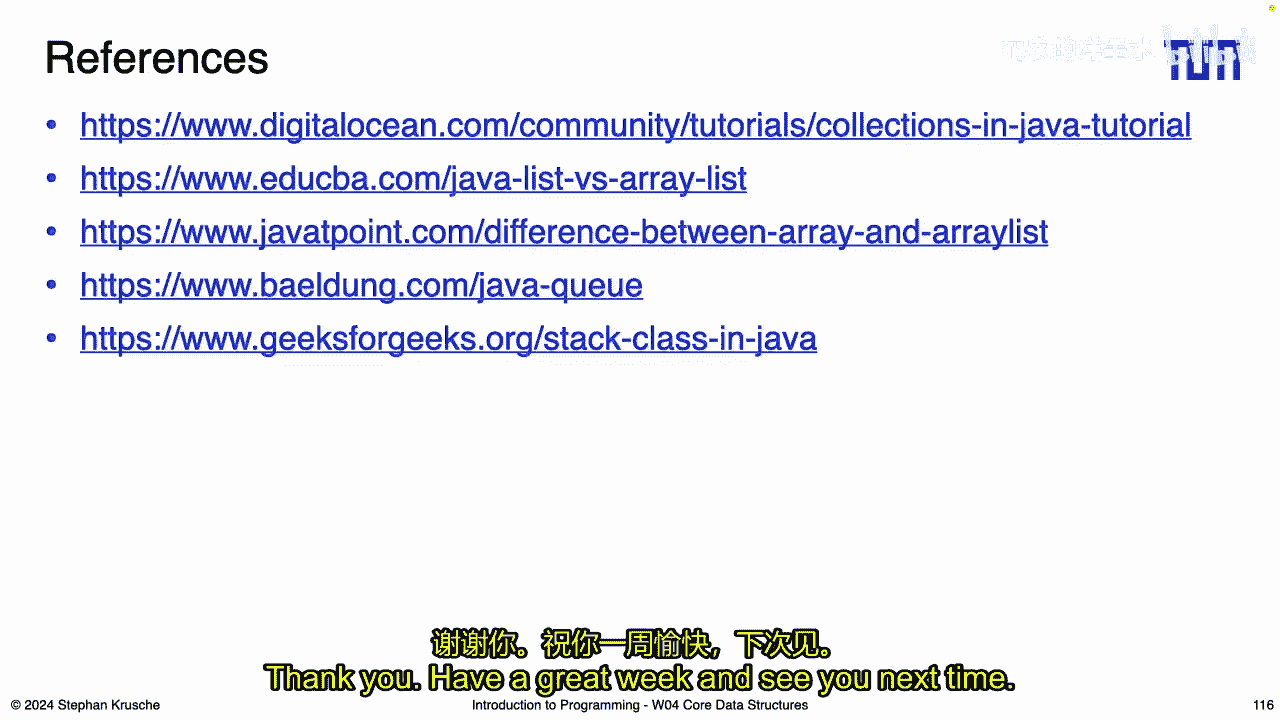 References
• https://www.digitalocean.com/community/tutorials/collections-in-java-tutorial
• https://www.educba.com/java-list-vs-array-list
• https://www.javatpoint.com/difference-between-array-and-arraylist
• https://www.baeldung.com/java-queue
• https://www.geeksforgeeks.org/stack-class-in-java
谢谢你。祝你一周愉快，下次见。
Thank you. Have a great week and see you next time.
© 2024 Stephan Krusche
Introduction to Programming - W04 Core Data Structures
116